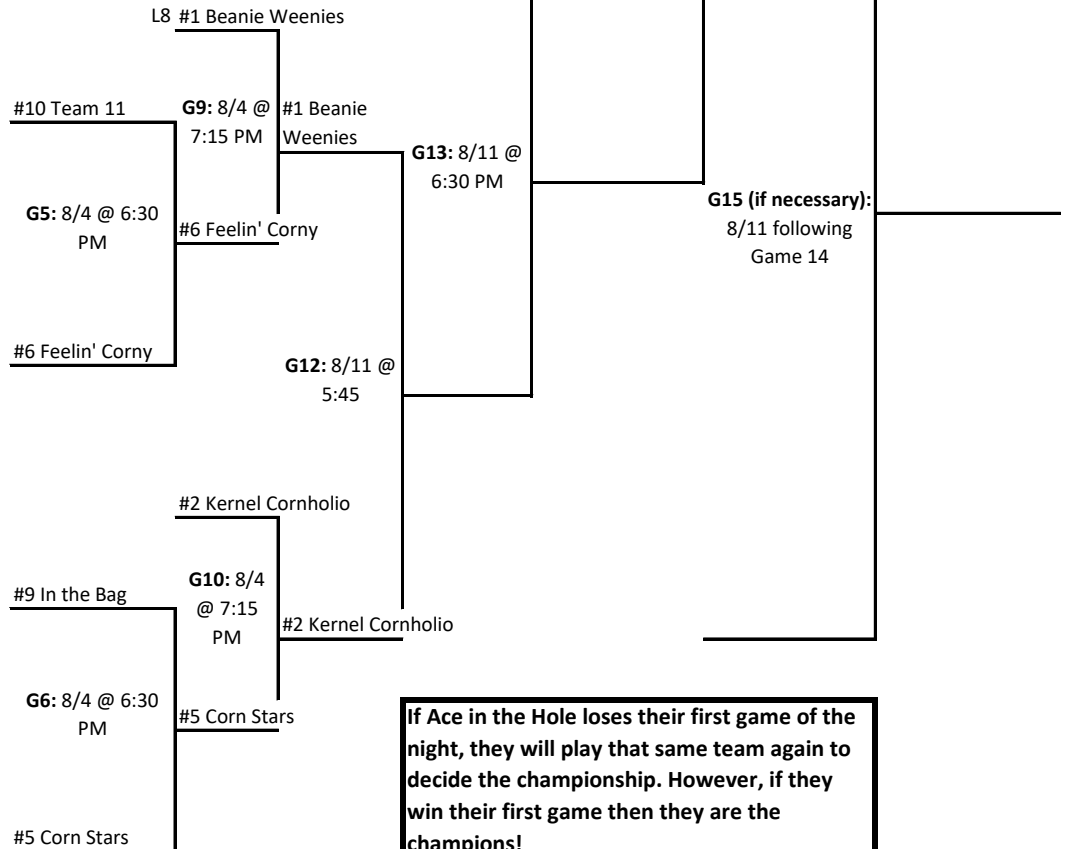 L8 #1 Beanie Weenies
#10 Team 11
G9: 8/4 @
7:15 PM
#1 Beanie
Weenies
G13: 8/11 @
6:30 PM
G15 (if necessary):
8/11 following
Game 14
G5: 8/4 @ 6:30
PM
#6 Feelin' Corny
#6 Feelin' Corny
G12: 8/11 @
5:45
#2 Kernel Cornholio
#9 In the Bag
G10: 8/4
@ 7:15
PM
#2 Kernel Cornholio
G6: 8/4 @ 6:30
PM
#5 Corn Stars
If Ace in the Hole loses their first game of the
night, they will play that same team again to
decide the championship. However, if they
win their first game then they are the
champions!
#5 Corn Stars